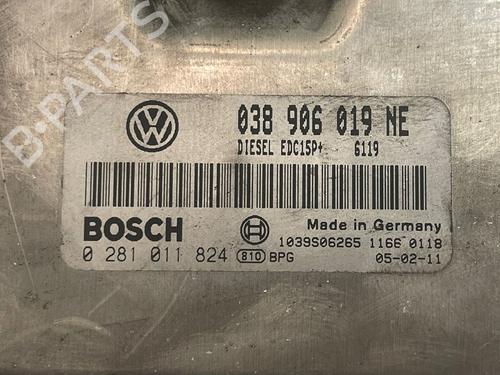 B-PARTS
038 906 019 NE
DIESEL EDC15P+ 6119
BOSCH
Made in Germany
1039S06265 1166 0118
0 281 011 824 810 BPG 05-02-11